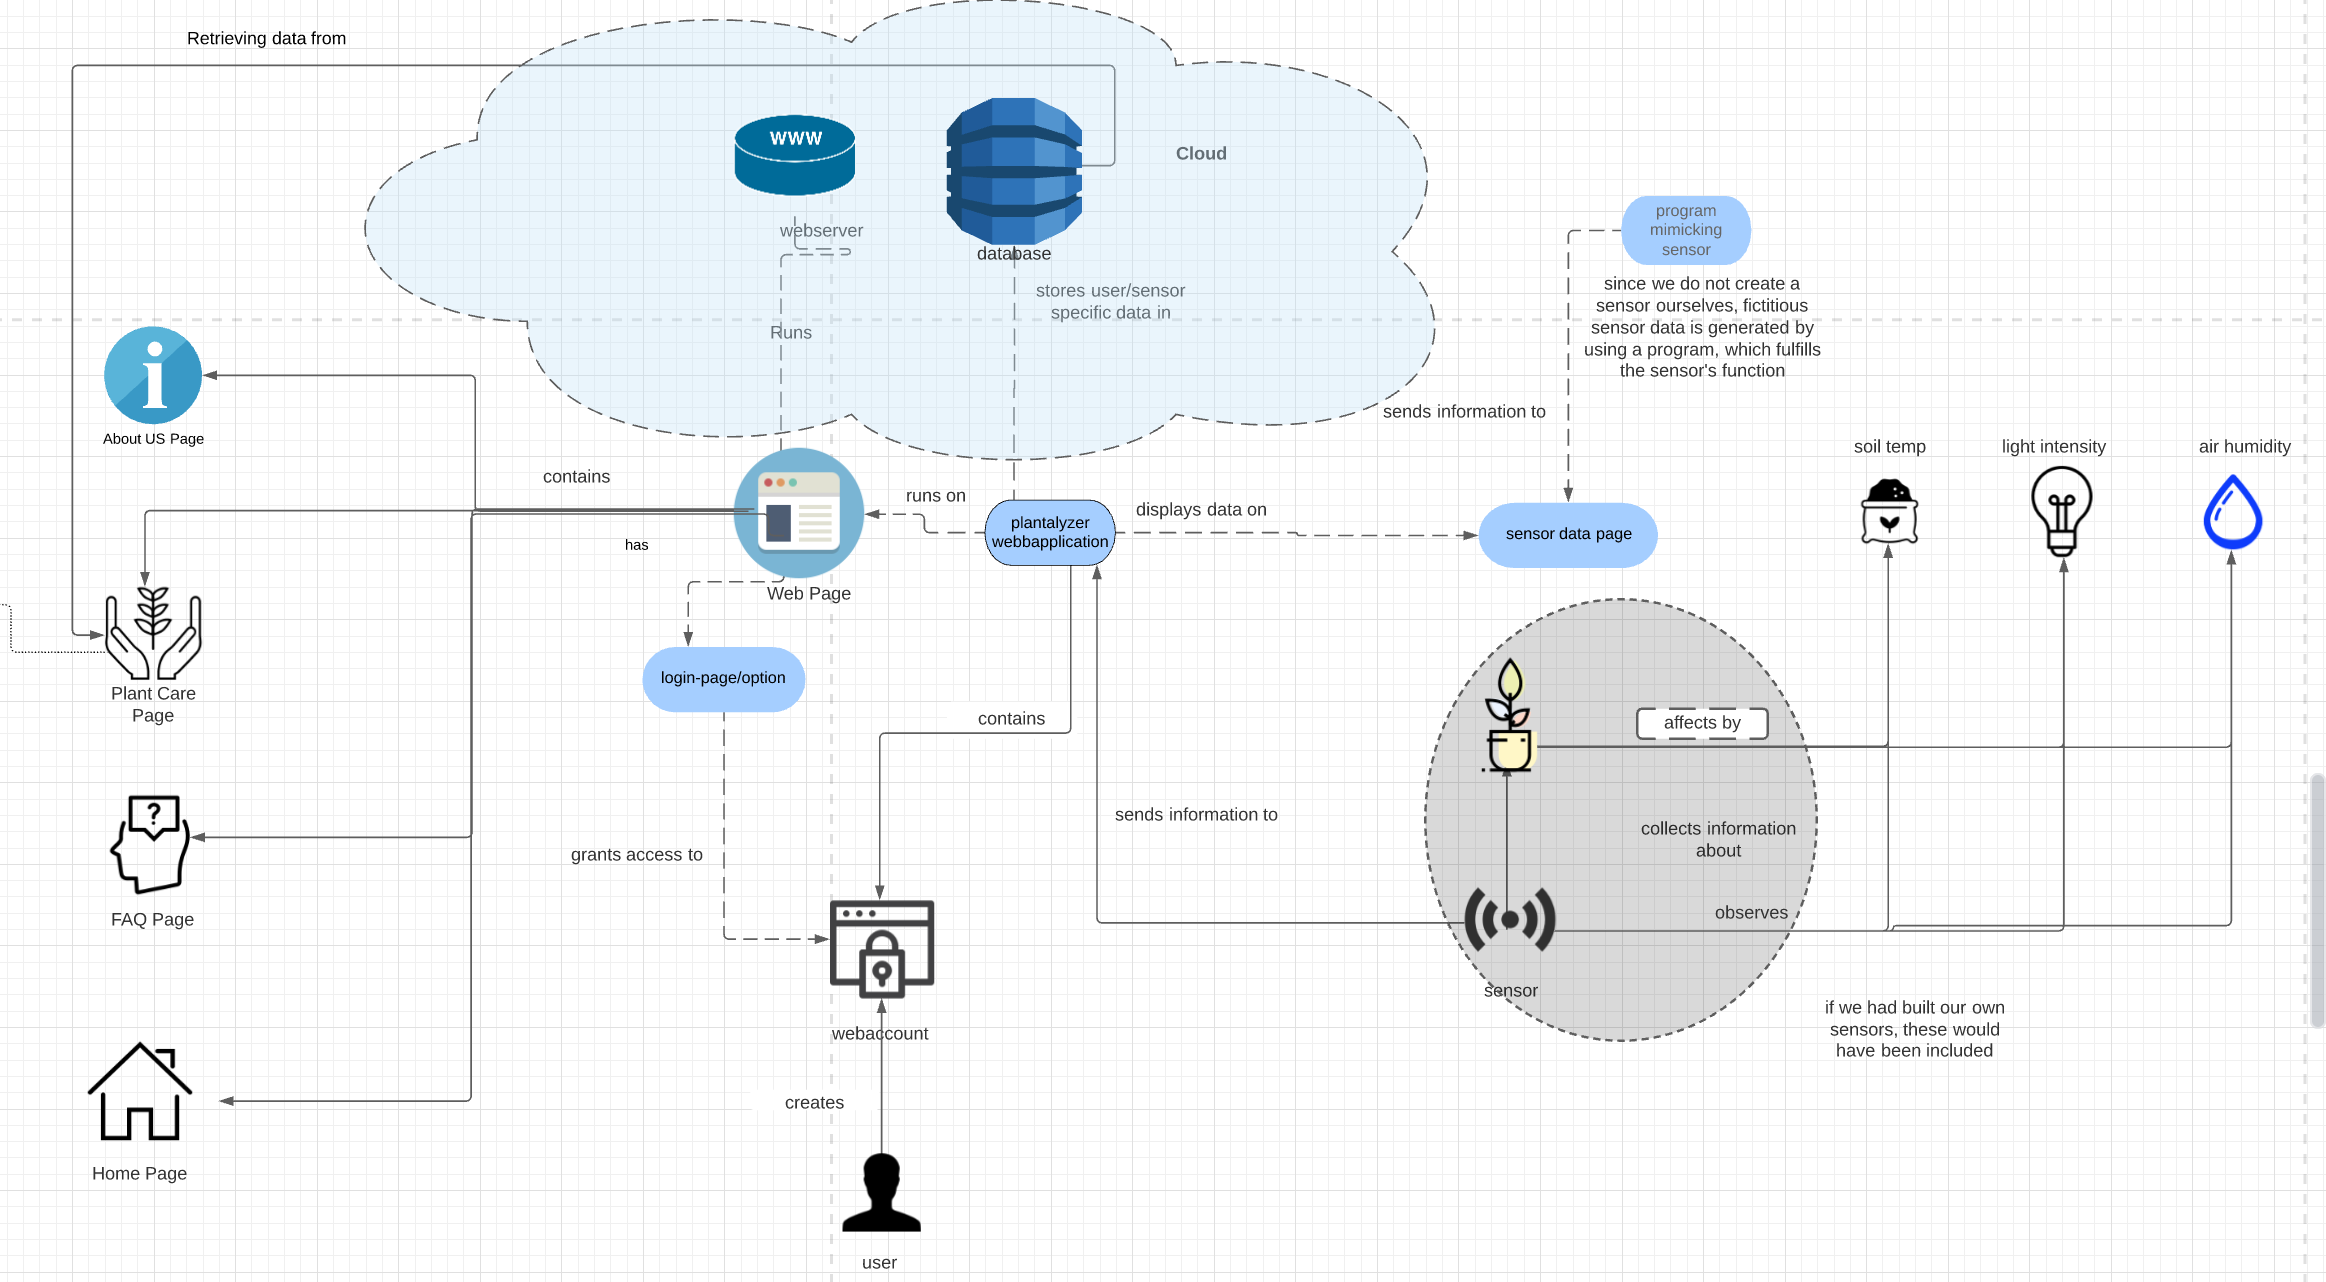 Retrieving data from
www
Cloud
webserver
database
stores user/sensor
specific data in
Runs
program
mimicking
sensor
since we do not create a
sensor ourselves, fictitious
sensor data is generated by
using a program, which fulfills
the sensor's function
sends information to
About US Page
contains
soil temp
light intensity
air humidity
runs on
displays data on
plantalyzer
webbapplication
sensor data page
has
Web Page
login-page/option
Plant Care
Page
contains
affects by
sends information to
collects information
about
grants access to
?
FAQ Page
observes
sensor
webaccount
if we had built our own
sensors, these would
have been included
creates
Home Page
user